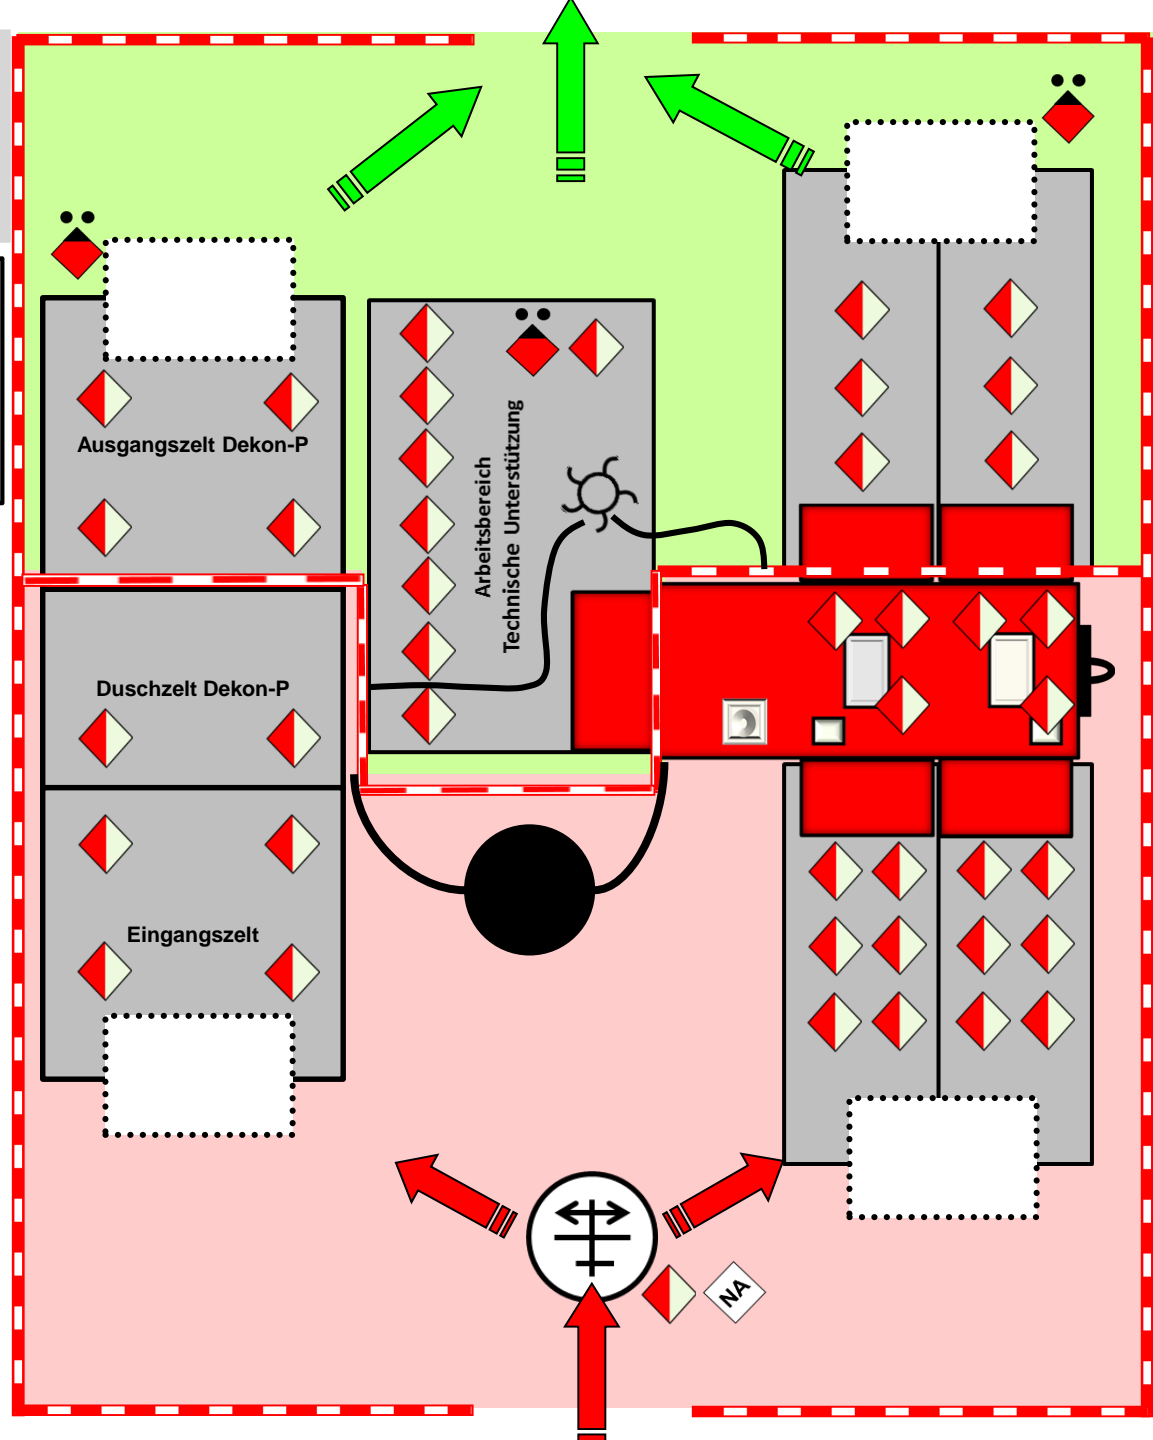 Ausgangszelt Dekon-P
Arbeitsbereich
Technische Unterstützung
Duschzelt Dekon-P
Eingangszelt
NA